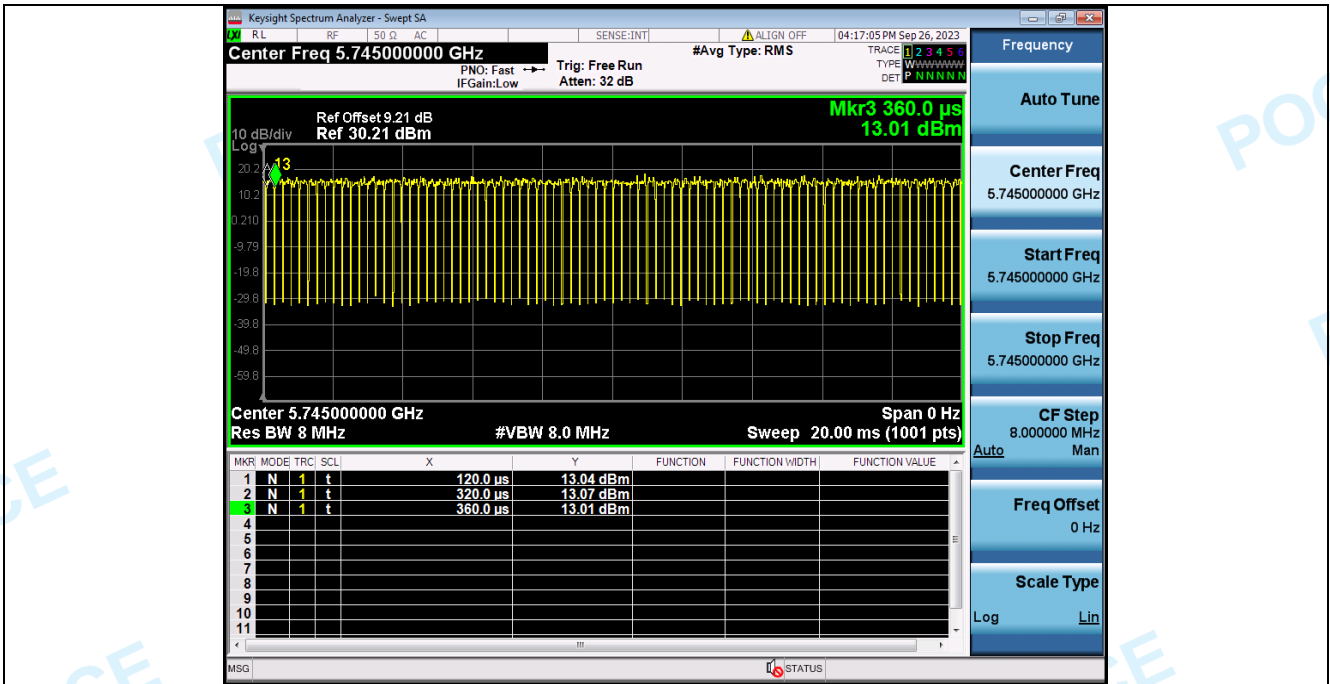 Keysight Spectrum Analyzer - Swept SA
LXI RL RF 50 Ω AC SENSE:INT ALIGN OFF 04:17:05 PM Sep 26, 2023
Center Freq 5.745000000 GHz
#Avg Type: RMS
TRACE 1 2 3 4 5 6
TYPE WWWWWW
DET P N N N N N
PNO: Fast
IFGain:Low
Trig: Free Run
Atten: 32 dB
Frequency
Auto Tune
Center Freq
5.745000000 GHz
Start Freq
5.745000000 GHz
Stop Freq
5.745000000 GHz
CF Step
8.000000 MHz
Auto Man
Freq Offset
0 Hz
Scale Type
Log Lin
Mkr3 360.0 µs
13.01 dBm
Ref Offset 9.21 dB
10 dB/div Ref 30.21 dBm
Log
13
20.2
10.2
0.210
-9.79
-19.8
-29.8
-39.8
-49.8
-59.8
Center 5.745000000 GHz Span 0 Hz
Res BW 8 MHz #VBW 8.0 MHz Sweep 20.00 ms (1001 pts)
MKR MODE TRC SCL X Y FUNCTION FUNCTION WIDTH FUNCTION VALUE
1 N 1 t 120.0 µs 13.04 dBm
2 N 1 t 320.0 µs 13.07 dBm
3 N 1 t 360.0 µs 13.01 dBm
4
5
6
7
8
9
10
11
MSG STATUS